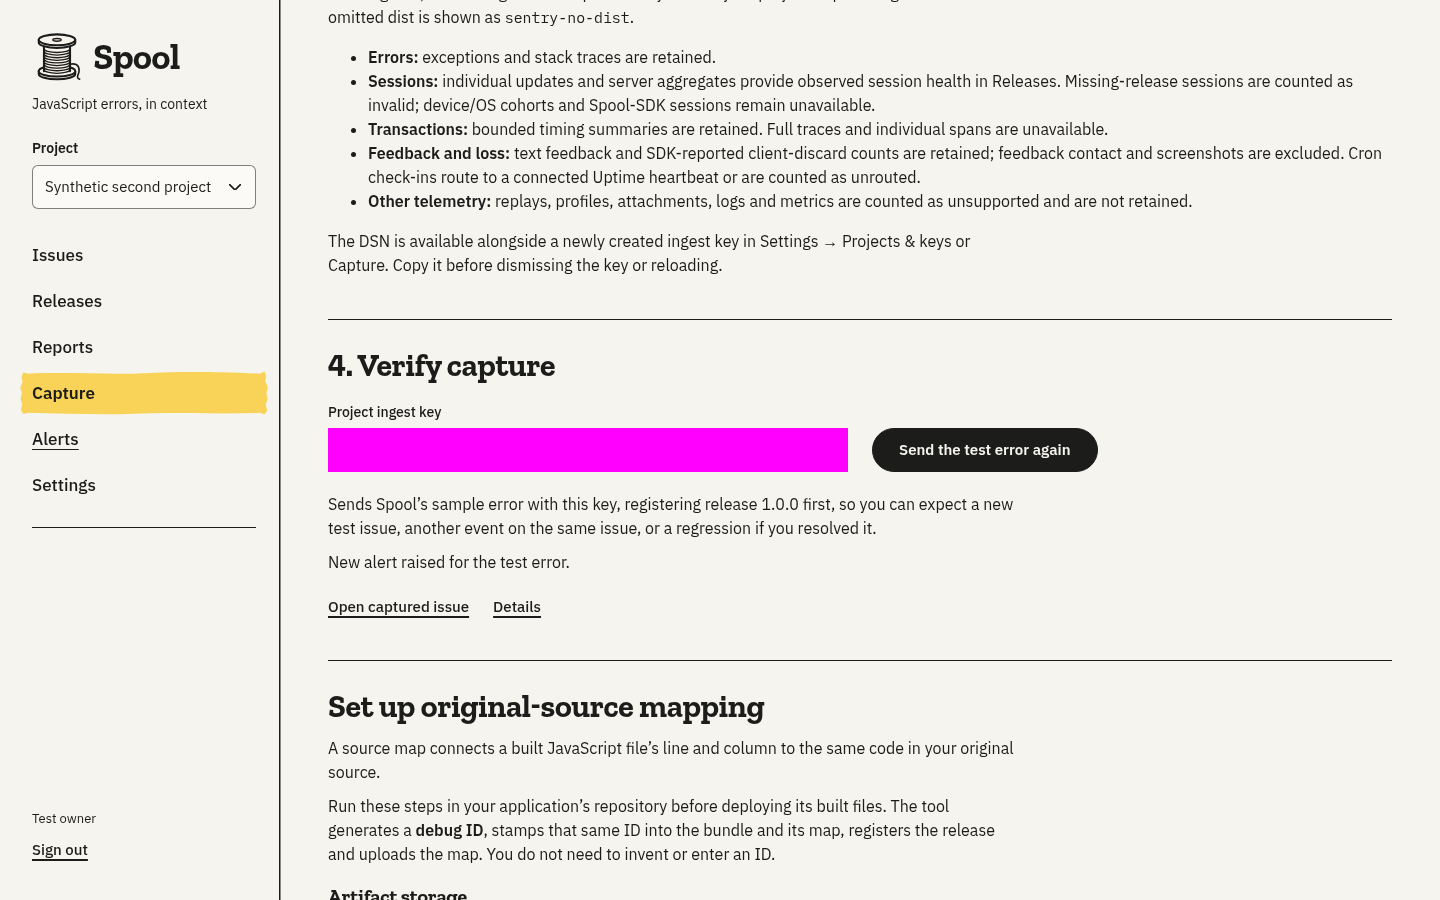 Spool
JavaScript errors, in context
Project
Synthetic second project
Issues
Releases
Reports
Capture
Alerts
Settings
Test owner
Sign out
omitted dist is shown as sentry-no-dist.
Errors: exceptions and stack traces are retained.
Sessions: individual updates and server aggregates provide observed session health in Releases. Missing-release sessions are counted as
invalid; device/OS cohorts and Spool-SDK sessions remain unavailable.
Transactions: bounded timing summaries are retained. Full traces and individual spans are unavailable.
Feedback and loss: text feedback and SDK-reported client-discard counts are retained; feedback contact and screenshots are excluded. Cron
check-ins route to a connected Uptime heartbeat or are counted as unrouted.
Other telemetry: replays, profiles, attachments, logs and metrics are counted as unsupported and are not retained.
The DSN is available alongside a newly created ingest key in Settings → Projects & keys or
Capture. Copy it before dismissing the key or reloading.
4. Verify capture
Project ingest key
Send the test error again
Sends Spool’s sample error with this key, registering release 1.0.0 first, so you can expect a new
test issue, another event on the same issue, or a regression if you resolved it.
New alert raised for the test error.
Open captured issue Details
Set up original-source mapping
A source map connects a built JavaScript file’s line and column to the same code in your original
source.
Run these steps in your application’s repository before deploying its built files. The tool
generates a debug ID, stamps that same ID into the bundle and its map, registers the release
and uploads the map. You do not need to invent or enter an ID.
Artifact storage